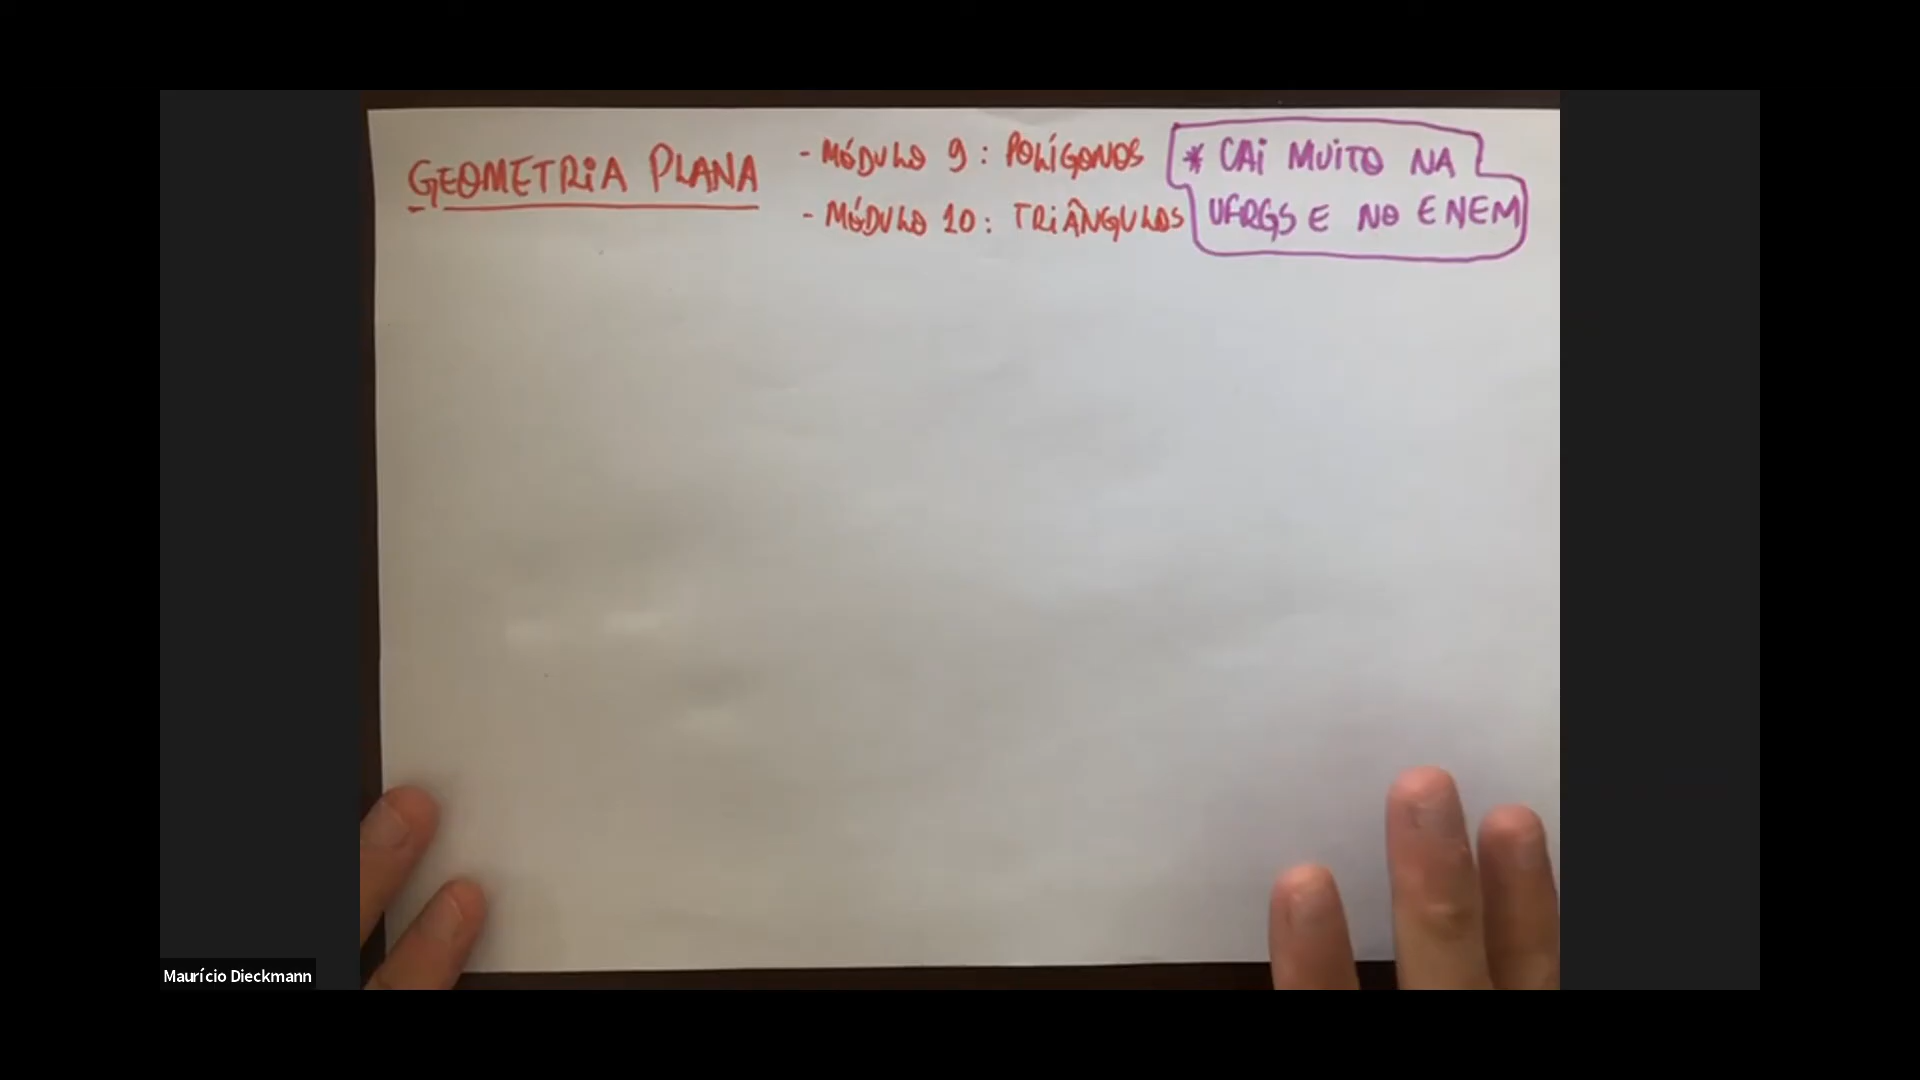 GEOMETRIA PLANA
- MÓDULO 9: POLÍGONOS
- MÓDULO 10: TRIÂNGULOS
* CAI MUITO NA
UFRGS E NO ENEM
Maurício Dieckmann